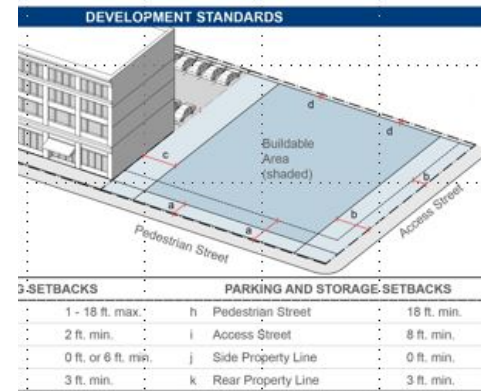 DEVELOPMENT STANDARDS
d
d
c
Buildable
Area
(shaded)
b
b
a
a
Pedestrian Street
Access Street
SETBACKS
PARKING AND STORAGE SETBACKS
1 - 18 ft. max. h Pedestrian Street 18 ft. min.
2 ft. min. i Access Street 8 ft. min.
0 ft. or 6 ft. min. j Side Property Line 0 ft. min.
3 ft. min. k Rear Property Line 3 ft. min.